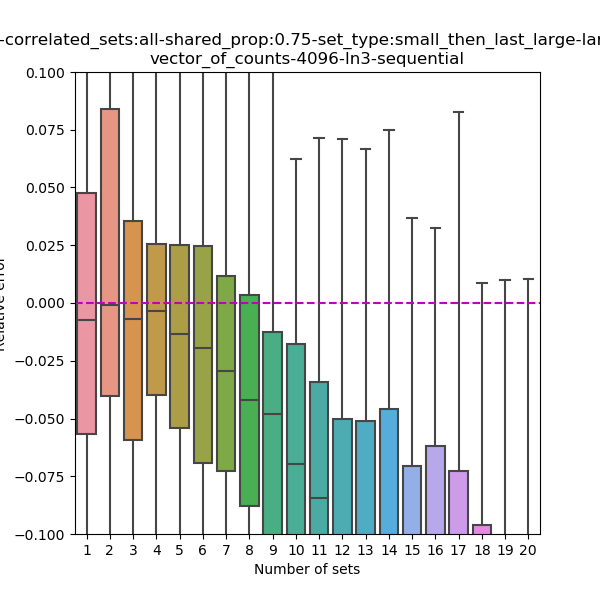 -correlated_sets:all-shared_prop:0.75-set_type:small_then_last_large-lar
vector_of_counts-4096-ln3-sequential
0.100
0.075
0.050
0.025
0.000
−0.025
−0.050
−0.075
−0.100
Relative error
1 2 3 4 5 6 7 8 9 10 11 12 13 14 15 16 17 18 19 20
Number of sets